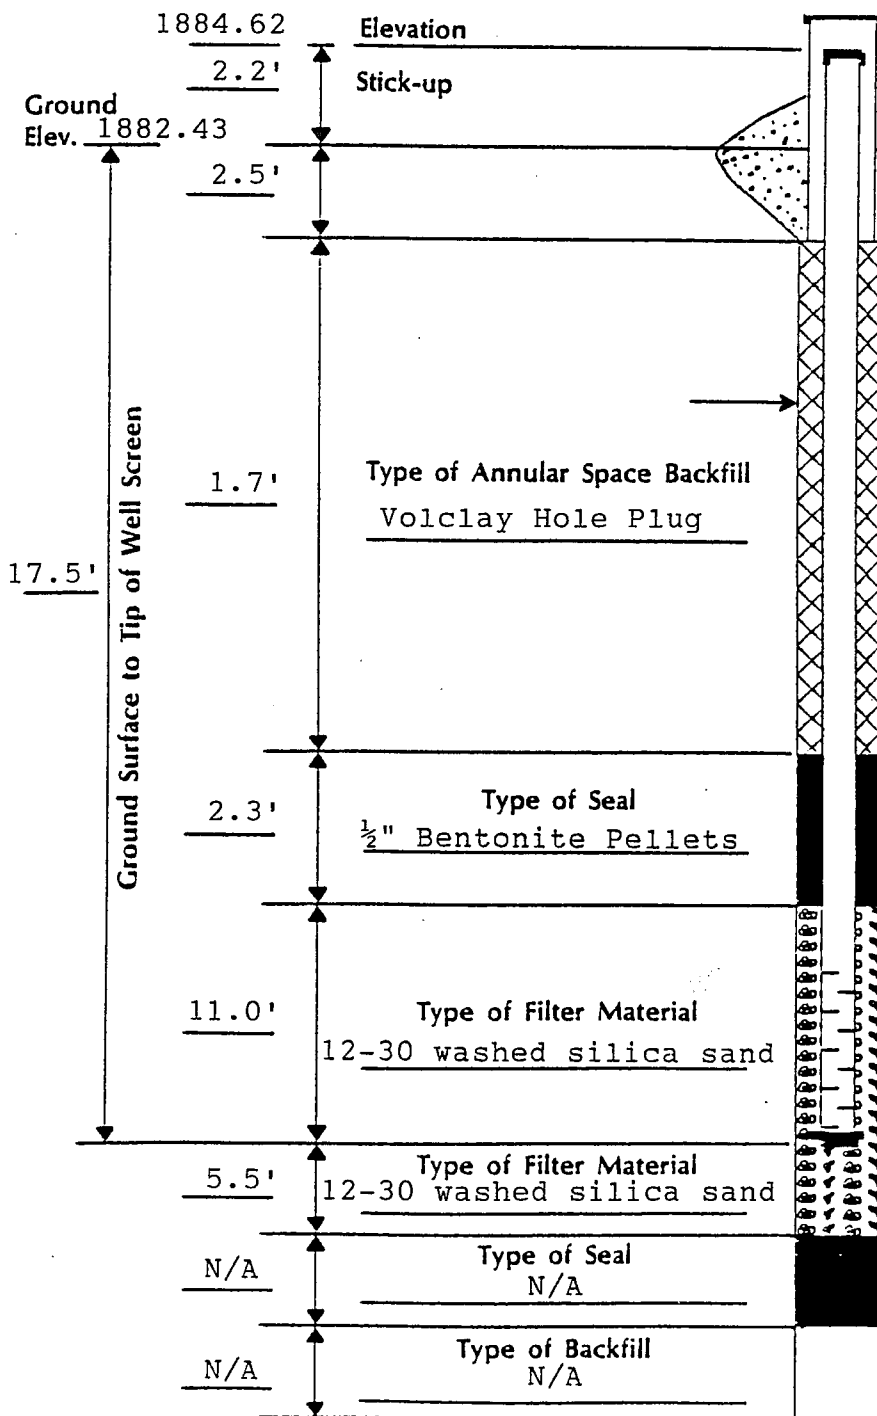 1884.62 Elevation
2.2' Stick-up
Ground
Elev. 1882.43
2.5'
Ground Surface to Tip of Well Screen
17.5'
1.7'
Type of Annular Space Backfill
Volclay Hole Plug
2.3'
Type of Seal
½" Bentonite Pellets
11.0'
Type of Filter Material
12-30 washed silica sand
5.5'
Type of Filter Material
12-30 washed silica sand
N/A
Type of Seal
N/A
N/A
Type of Backfill
N/A